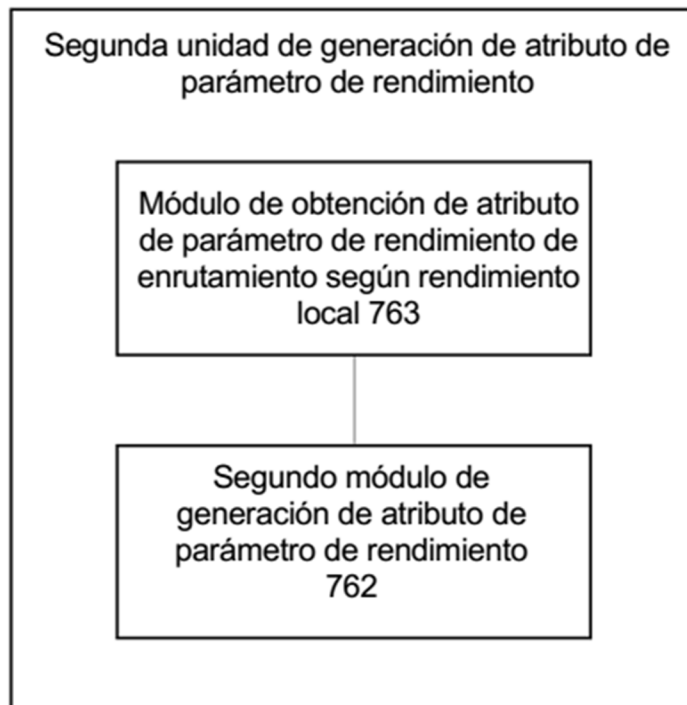 Segunda unidad de generación de atributo de
parámetro de rendimiento
Módulo de obtención de atributo
de parámetro de rendimiento de
enrutamiento según rendimiento
local 763
Segundo módulo de
generación de atributo de
parámetro de rendimiento
762